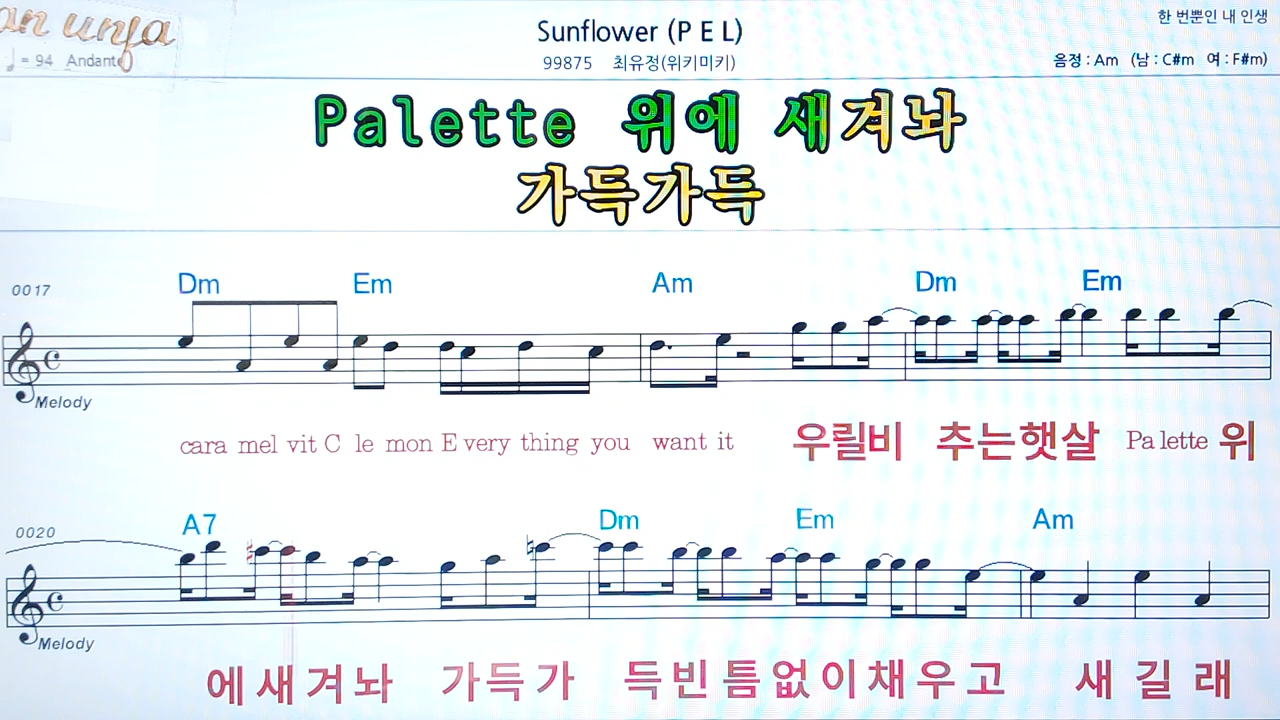 Sunflower (P E L)
한 번뿐인 내 인생
♩ = 94 Andante
99875 최유정(위키미키)
음정 : Am (남 : C#m 여 : F#m)
Palette 위에 새겨놔
가득가득
0017 Dm Em Am Dm Em
Melody
cara mel vit C le mon E very thing you want it 우릴비 추는햇살 Pa lette 위
0020 A7 Dm Em Am
Melody
에새겨놔 가득가 득빈틈없이채우고 새길래